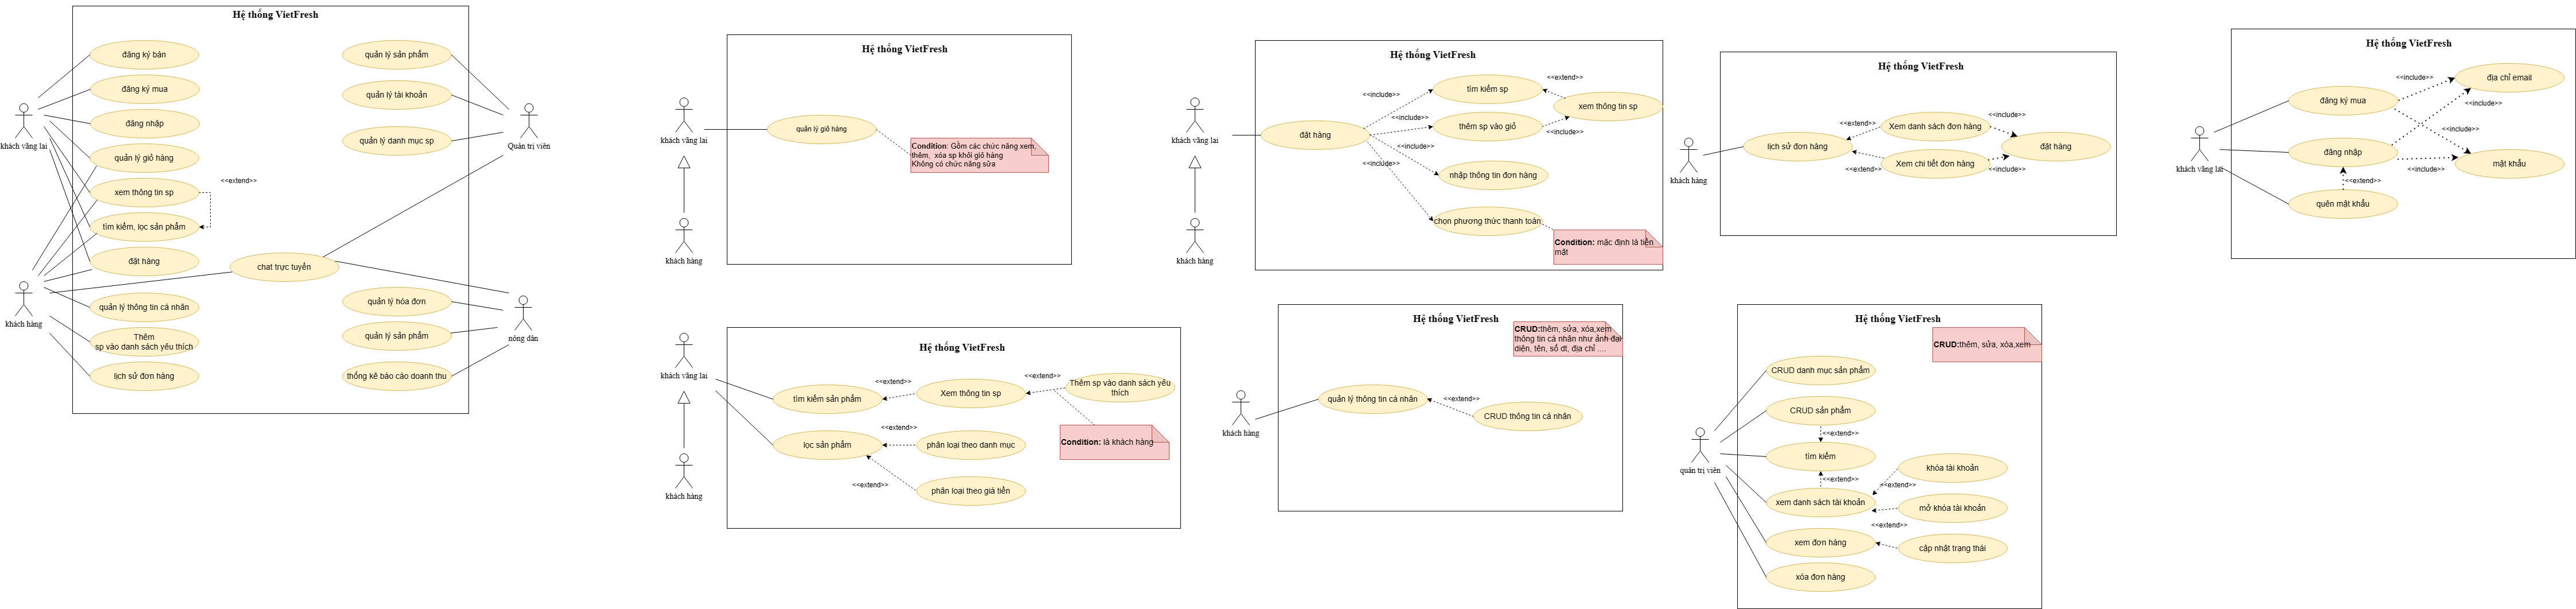 Hệ thống VietFresh
đăng ký bán
đăng ký mua
đăng nhập
quản lý giỏ hàng
xem thông tin sp
<<extend>>
tìm kiếm, lọc sản phẩm
đặt hàng
chat trực tuyến
quản lý thông tin cá nhân
Thêm
sp vào danh sách yêu thích
lịch sử đơn hàng
quản lý sản phẩm
quản lý tài khoản
quản lý danh mục sp
quản lý hóa đơn
quản lý sản phẩm
thống kê báo cáo doanh thu
khách vãng lai
khách hàng
Quản trị viên
nông dân
Hệ thống VietFresh
khách vãng lai
khách hàng
quản lý giỏ hàng
Condition: Gồm các chức năng xem,
thêm, xóa sp khỏi giỏ hàng
Không có chức năng sửa
Hệ thống VietFresh
khách vãng lai
khách hàng
đặt hàng
<<include>>
<<include>>
<<include>>
<<include>>
tìm kiếm sp
<<extend>>
xem thông tin sp
thêm sp vào giỏ
<<include>>
nhập thông tin đơn hàng
chọn phương thức thanh toán
Condition: mặc định là tiền
mặt
Hệ thống VietFresh
khách hàng
lịch sử đơn hàng
<<extend>>
<<extend>>
Xem danh sách đơn hàng
Xem chi tiết đơn hàng
<<include>>
<<include>>
đặt hàng
Hệ thống VietFresh
khách vãng lai
đăng ký mua
đăng nhập
<<extend>>
quên mật khẩu
<<include>>
<<include>>
<<include>>
<<include>>
địa chỉ email
mật khẩu
Hệ thống VietFresh
khách vãng lai
khách hàng
tìm kiếm sản phẩm
<<extend>>
Xem thông tin sp
<<extend>>
Thêm sp vào danh sách yêu
thích
Condition: là khách hàng
lọc sản phẩm
<<extend>>
phân loại theo danh mục
<<extend>>
phân loại theo giá tiền
Hệ thống VietFresh
CRUD:thêm, sửa, xóa,xem
thông tin cá nhân như ảnh đại
diện, tên, số dt, địa chỉ ....
khách hàng
quản lý thông tin cá nhân
<<extend>>
CRUD thông tin cá nhân
Hệ thống VietFresh
CRUD:thêm, sửa, xóa,xem
quản trị viên
CRUD danh mục sản phẩm
CRUD sản phẩm
<<extend>>
tìm kiếm
<<extend>>
xem danh sách tài khoản
<<extend>>
khóa tài khoản
mở khóa tài khoản
<<extend>>
xem đơn hàng
cập nhật trạng thái
xóa đơn hàng